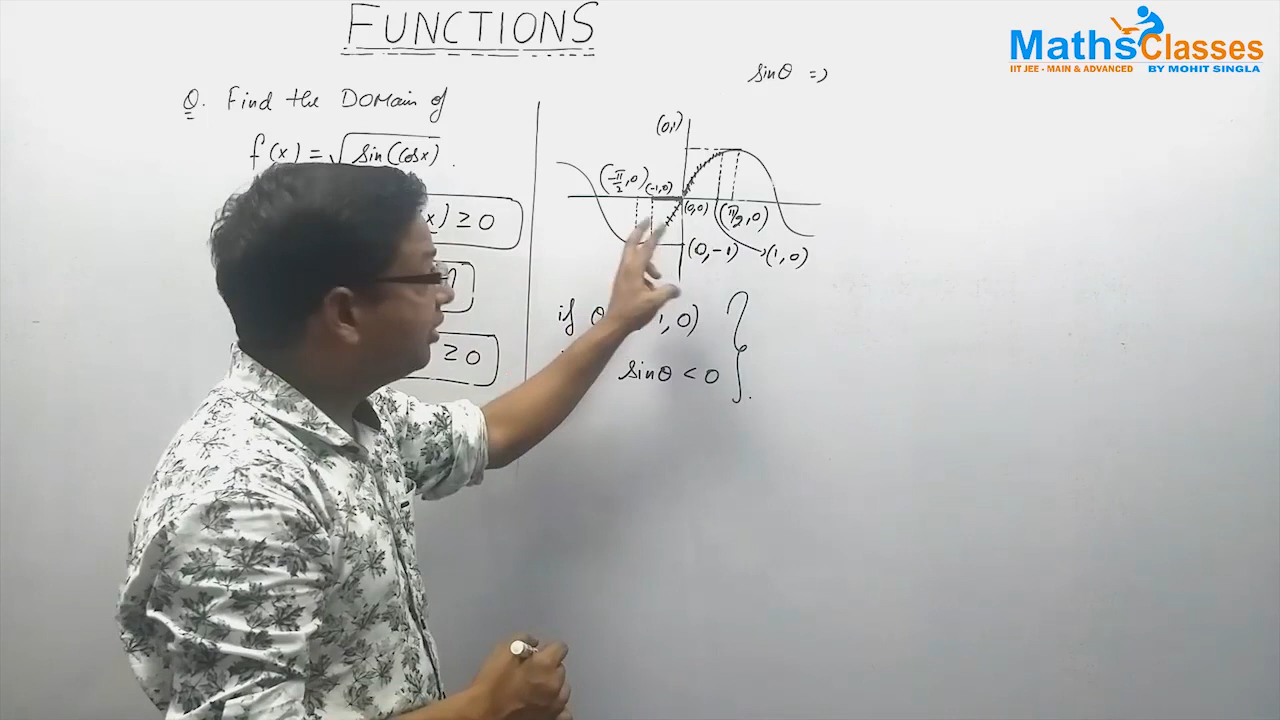 FUNCTIONS
MathsClasses
IIT JEE - MAIN & ADVANCED BY MOHIT SINGLA
sinθ =>
Q. Find the Domain of
f(x) = √sin(cosx) .
x) ≥ 0
≥ 0
(0,1)
(-π/2, 0)
(-1,0)
(0,0)
(π/2, 0)
(0,-1)
(1, 0)
if θ 1, 0)
sinθ < 0